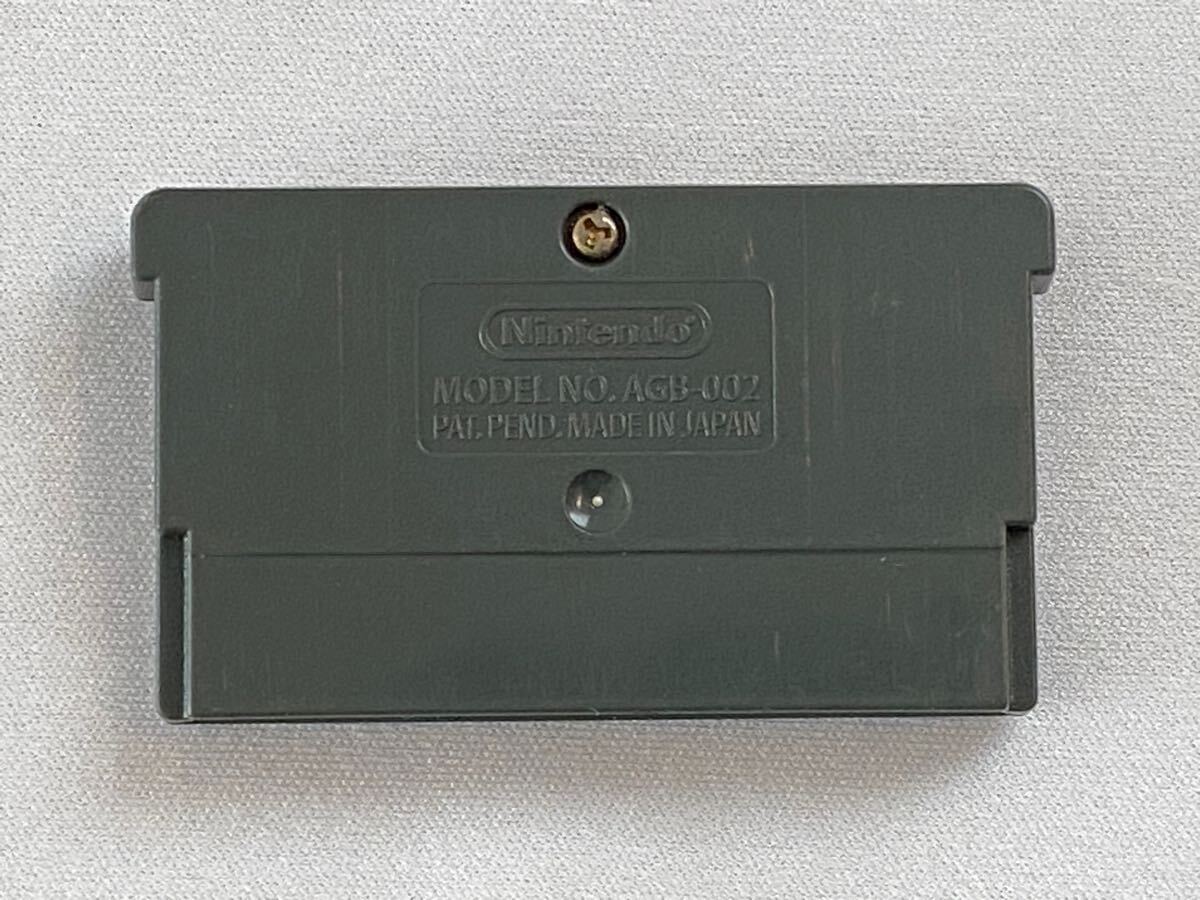 Nintendo®
MODEL NO. AGB-002
PAT. PEND. MADE IN JAPAN